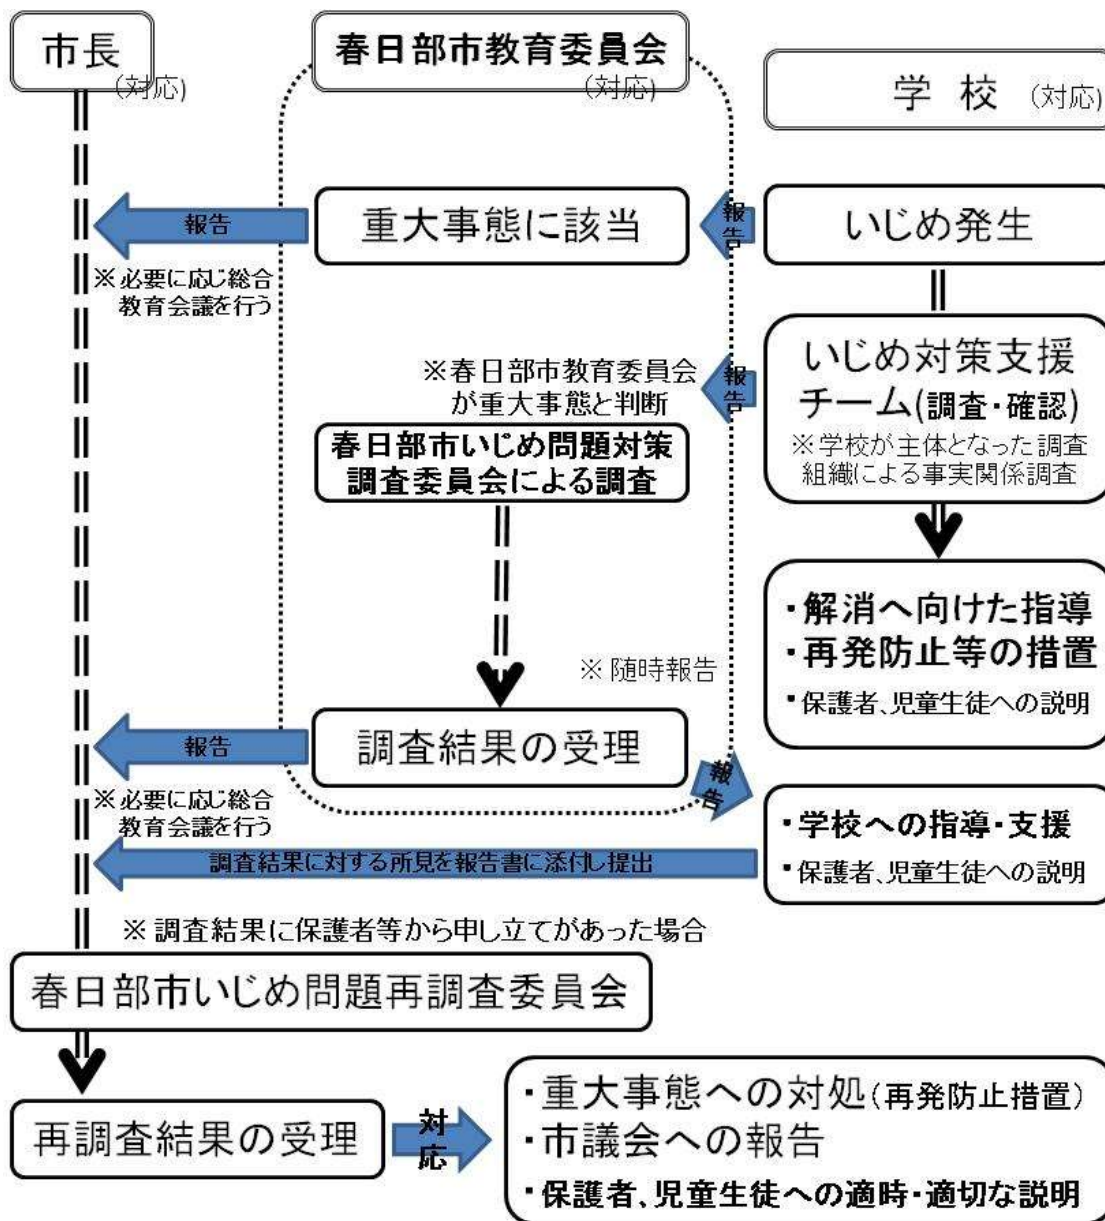 市長
(対応)
春日部市教育委員会
(対応)
学校 (対応)
報告
重大事態に該当
報告
いじめ発生
※必要に応じ総合
教育会議を行う
※春日部市教育委員会
が重大事態と判断
報告
いじめ対策支援
チーム(調査・確認)
※学校が主体となった調査
組織による事実関係調査
春日部市いじめ問題対策
調査委員会による調査
・解消へ向けた指導
・再発防止等の措置
・保護者、児童生徒への説明
※随時報告
報告
調査結果の受理
報告
※必要に応じ総合
教育会議を行う
・学校への指導・支援
・保護者、児童生徒への説明
調査結果に対する所見を報告書に添付し提出
※調査結果に保護者等から申し立てがあった場合
春日部市いじめ問題再調査委員会
再調査結果の受理
対応
・重大事態への対処(再発防止措置)
・市議会への報告
・保護者、児童生徒への適時・適切な説明